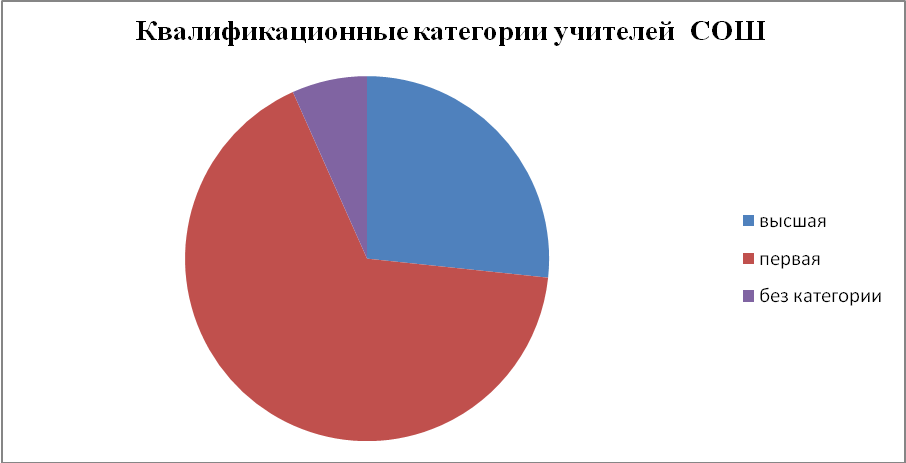 Квалификационные категории учителей СОШ
высшая
первая
без категории